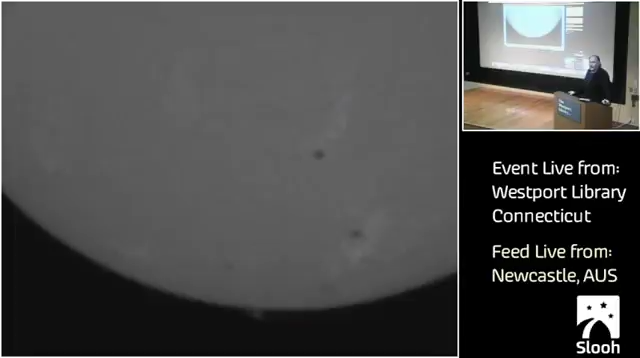 Event Live from:
Westport Library
Connecticut
Feed Live from:
Newcastle, AUS
Slooh